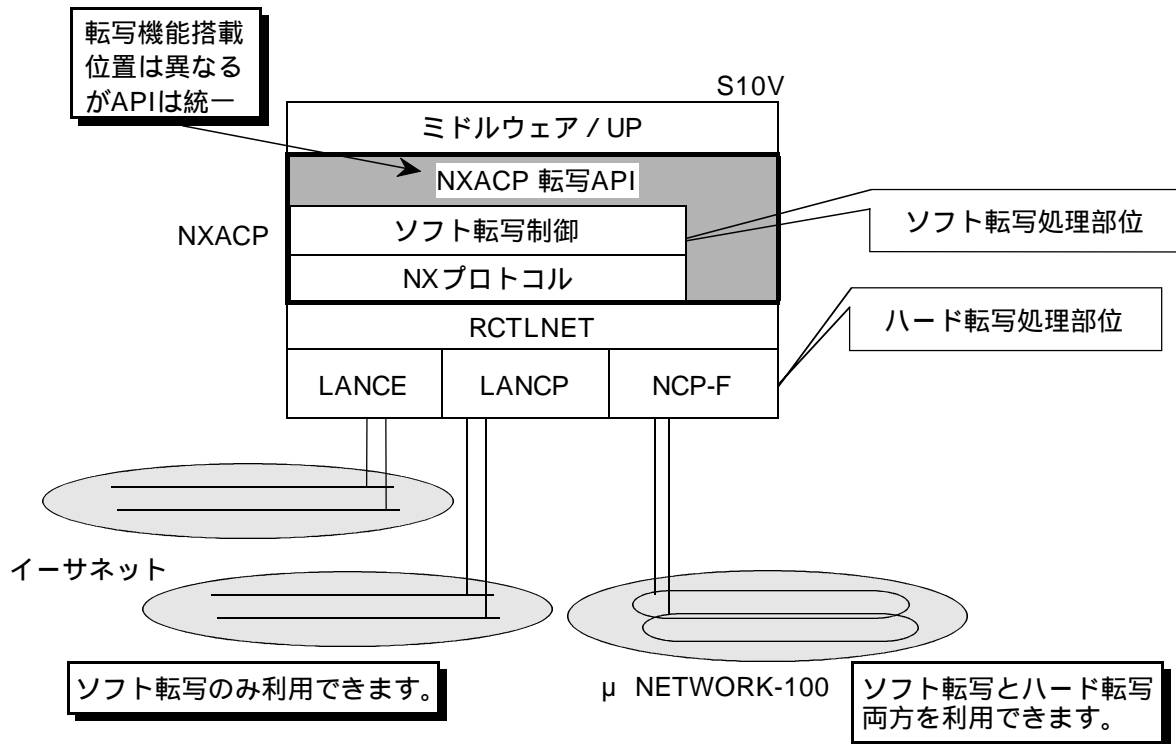 転写機能搭載
位置は異なる
がAPIは統一
S10V
ミドルウェア / UP
NXACP 転写API
NXACP
ソフト転写制御
ソフト転写処理部位
NXプロトコル
RCTLNET
ハード転写処理部位
LANCE
LANCP
NCP-F
イーサネット
ソフト転写のみ利用できます。
μ NETWORK-100
ソフト転写とハード転写
両方を利用できます。